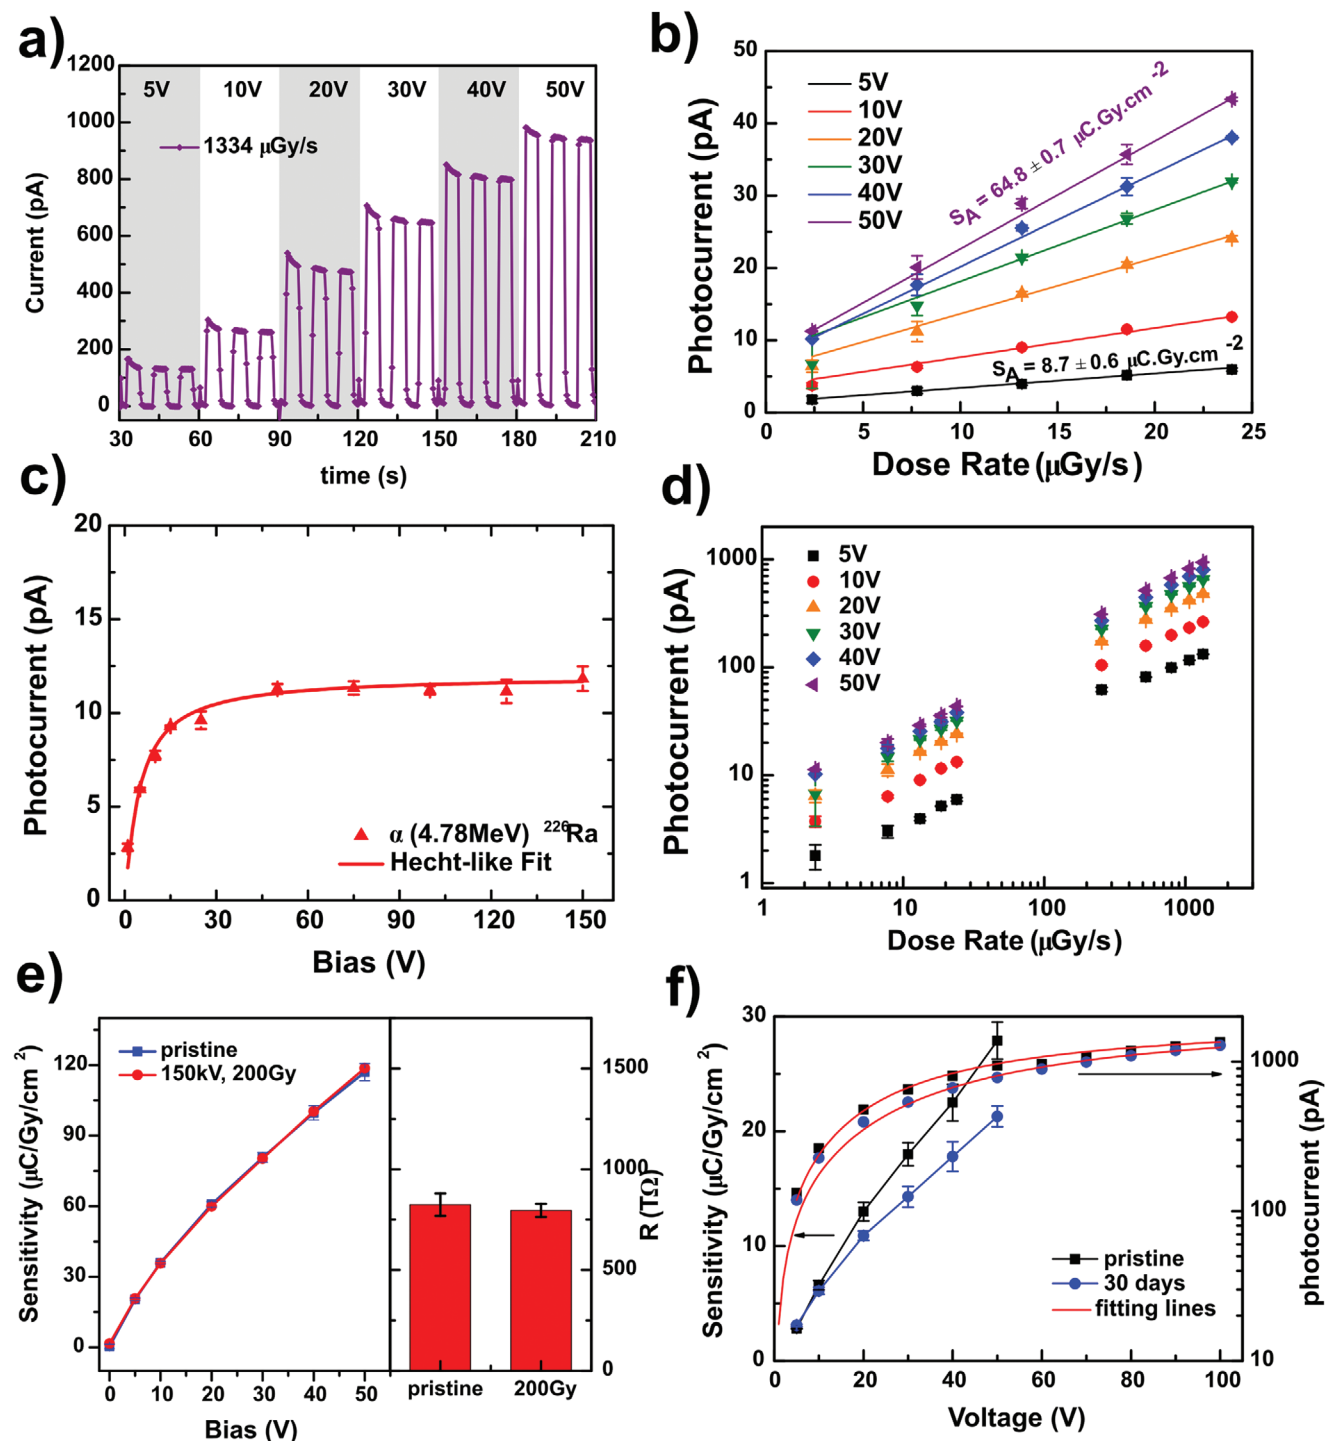 a)
1200
1000
800
600
400
200
0
5V 10V 20V 30V 40V 50V
1334 μGy/s
Current (pA)
30 60 90 120 150 180 210
time (s)
b)
50
40
30
20
10
0
5V
10V
20V
30V
40V
50V
S_A = 64.8 ± 0.7 μC.Gy.cm^-2
S_A = 8.7 ± 0.6 μC.Gy.cm^-2
Photocurrent (pA)
0 5 10 15 20 25
Dose Rate (μGy/s)
c)
20
15
10
5
0
Photocurrent (pA)
α (4.78MeV) ^226Ra
Hecht-like Fit
0 30 60 90 120 150
Bias (V)
d)
1000
100
10
1
5V
10V
20V
30V
40V
50V
Photocurrent (pA)
1 10 100 1000
Dose Rate (μGy/s)
e)
120
90
60
30
0
Sensitivity (μC/Gy/cm^2)
pristine
150kV, 200Gy
0 10 20 30 40 50
Bias (V)
1500
1000
500
0
R (TΩ)
pristine 200Gy
f)
30
20
10
0
Sensitivity (μC/Gy/cm^2)
1000
100
10
photocurrent (pA)
pristine
30 days
fitting lines
0 20 40 60 80 100
Voltage (V)